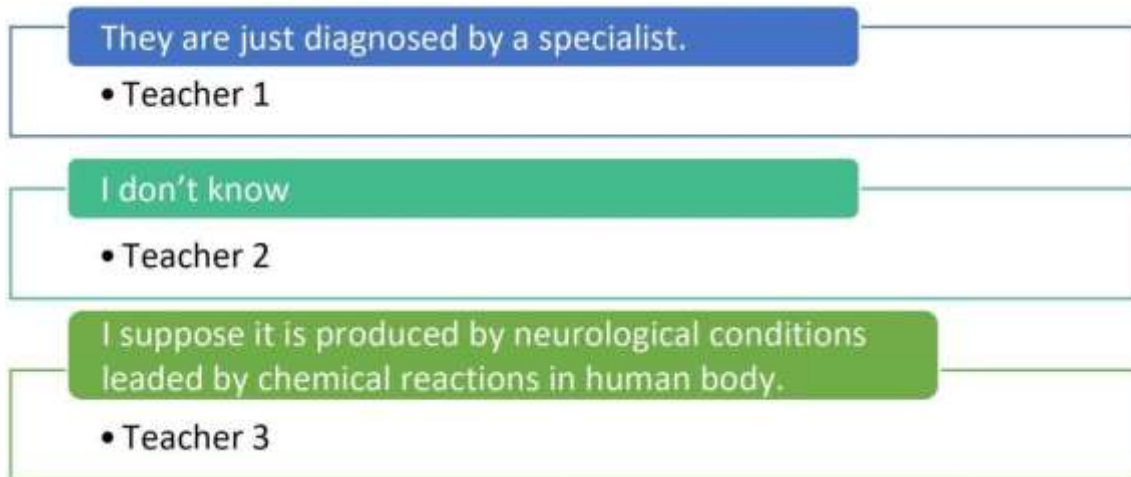 They are just diagnosed by a specialist.
• Teacher 1
I don’t know
• Teacher 2
I suppose it is produced by neurological conditions
leaded by chemical reactions in human body.
• Teacher 3